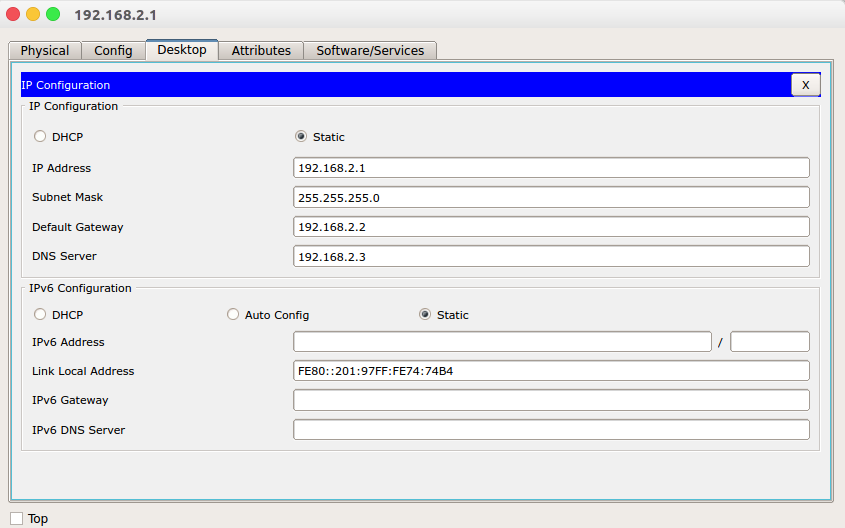 192.168.2.1
Physical Config Desktop Attributes Software/Services
IP Configuration X
IP Configuration
DHCP Static
IP Address 192.168.2.1
Subnet Mask 255.255.255.0
Default Gateway 192.168.2.2
DNS Server 192.168.2.3
IPv6 Configuration
DHCP Auto Config Static
IPv6 Address /
Link Local Address FE80::201:97FF:FE74:74B4
IPv6 Gateway
IPv6 DNS Server
Top